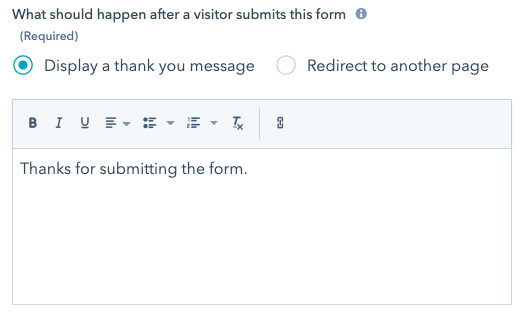 What should happen after a visitor submits this form
(Required)
Display a thank you message Redirect to another page
B I U
Thanks for submitting the form.